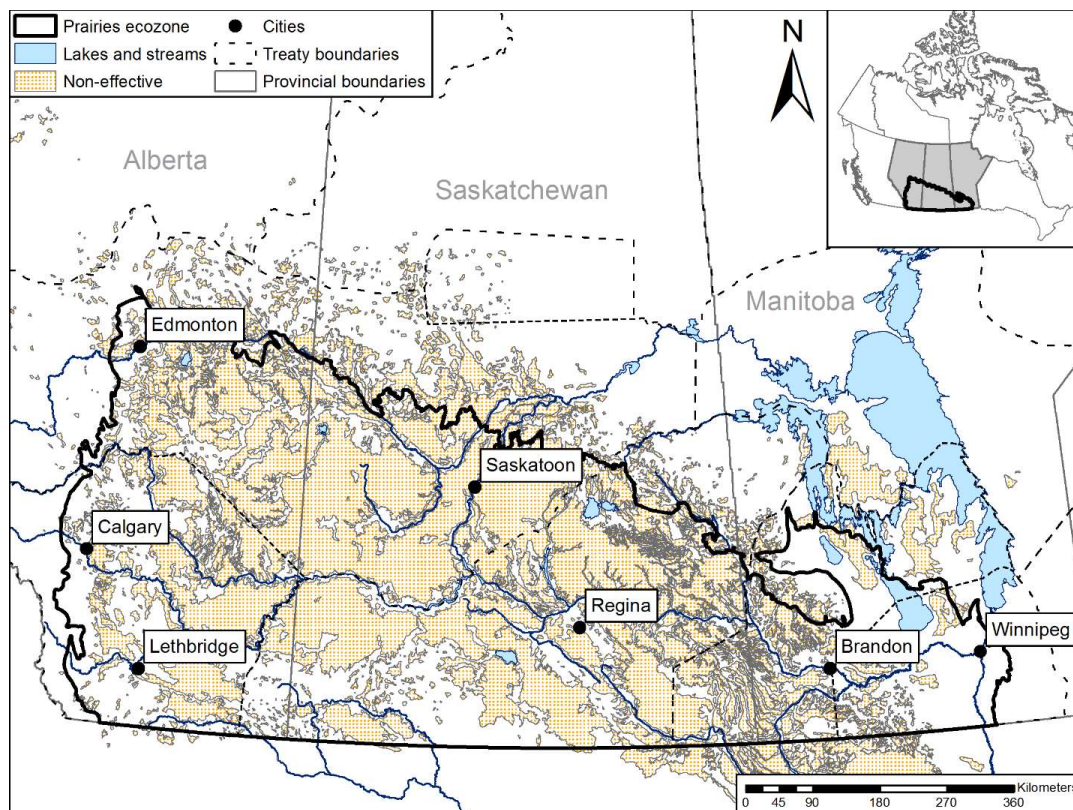 Prairies ecozone
Cities
Lakes and streams
Treaty boundaries
Non-effective
Provincial boundaries
N
Alberta
Saskatchewan
Manitoba
Edmonton
Saskatoon
Calgary
Regina
Winnipeg
Lethbridge
Brandon
Kilometers
0 45 90 180 270 360